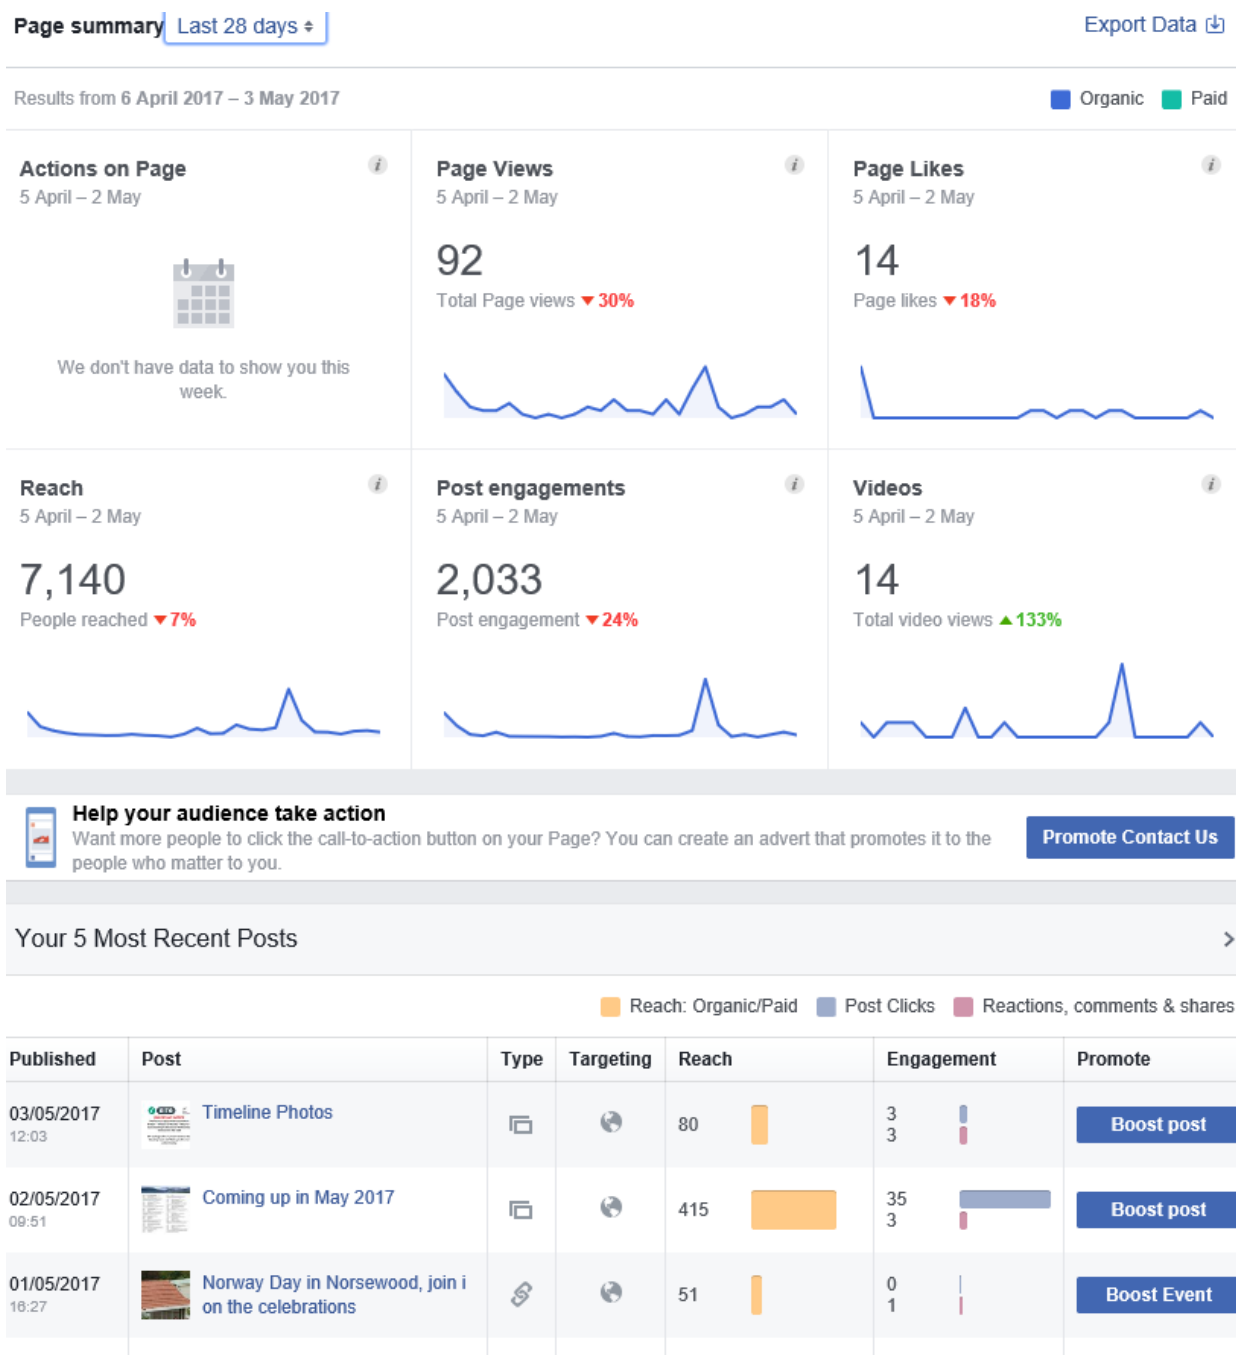 Page summary Last 28 days
Export Data
Results from 6 April 2017 – 3 May 2017
Organic Paid
Actions on Page
5 April – 2 May
We don't have data to show you this
week.
Page Views
5 April – 2 May
92
Total Page views ▼30%
Page Likes
5 April – 2 May
14
Page likes ▼18%
Reach
5 April – 2 May
7,140
People reached ▼7%
Post engagements
5 April – 2 May
2,033
Post engagement ▼24%
Videos
5 April – 2 May
14
Total video views ▲133%
Help your audience take action
Want more people to click the call-to-action button on your Page? You can create an advert that promotes it to the
people who matter to you.
Promote Contact Us
Your 5 Most Recent Posts
Reach: Organic/Paid Post Clicks Reactions, comments & shares
Published Post Type Targeting Reach Engagement Promote
03/05/2017
12:03
Timeline Photos
80
3
3
Boost post
02/05/2017
09:51
Coming up in May 2017
415
35
3
Boost post
01/05/2017
16:27
Norway Day in Norsewood, join i
on the celebrations
51
0
1
Boost Event